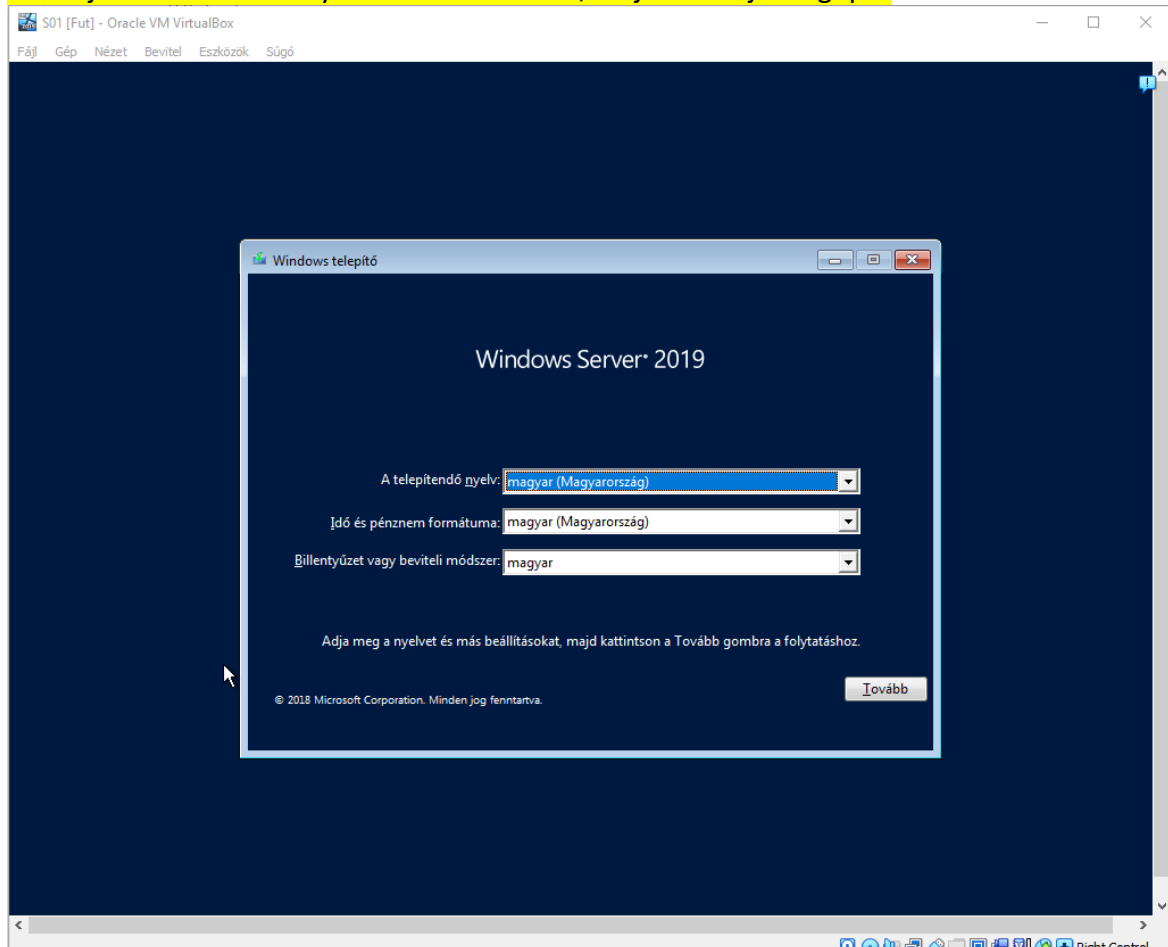 S01 [Fut] - Oracle VM VirtualBox
Fájl Gép Nézet Bevitel Eszközök Súgó
Windows telepítő
Windows Server 2019
A telepítendő nyelv: magyar (Magyarország)
Idő és pénznem formátuma: magyar (Magyarország)
Billentyűzet vagy beviteli módszer: magyar
Adja meg a nyelvet és más beállításokat, majd kattintson a Tovább gombra a folytatáshoz.
Tovább
© 2018 Microsoft Corporation. Minden jog fenntartva.
Right Control